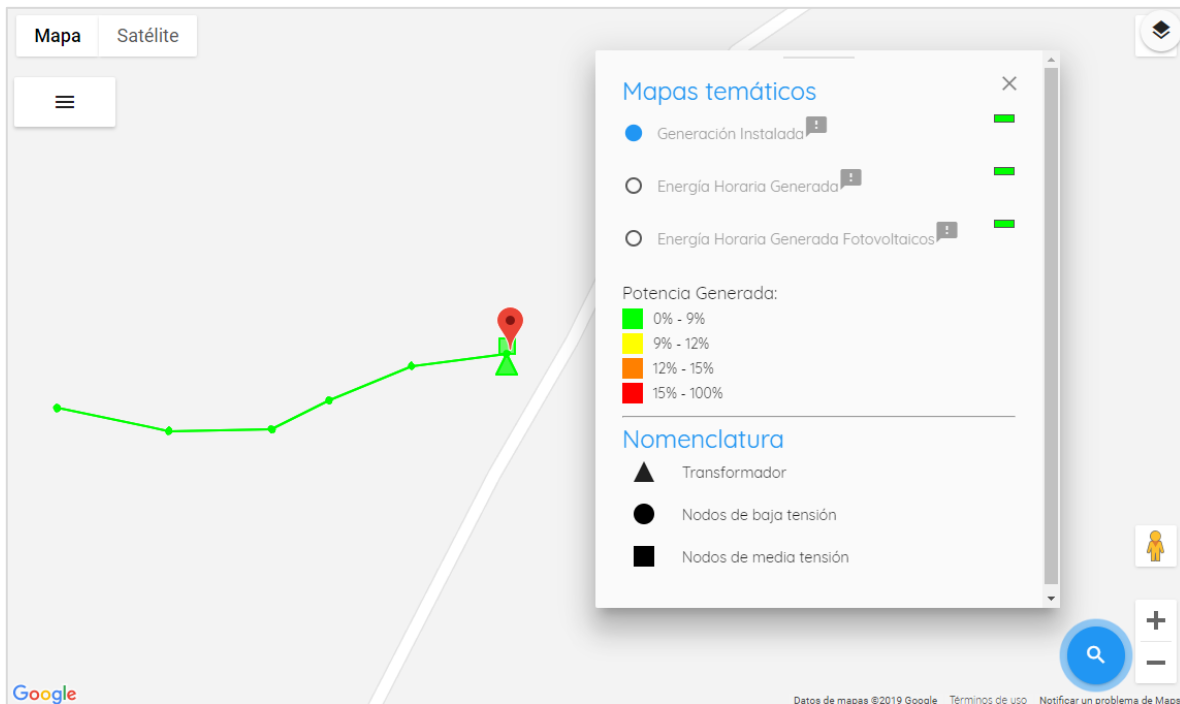 Mapa Satélite
Mapas temáticos
Generación Instalada
Energía Horaria Generada
Energía Horaria Generada Fotovoltaicos
Potencia Generada:
0% - 9%
9% - 12%
12% - 15%
15% - 100%
Nomenclatura
Transformador
Nodos de baja tensión
Nodos de media tensión
Google
Datos de mapas ©2019 Google Términos de uso Notificar un problema de Maps